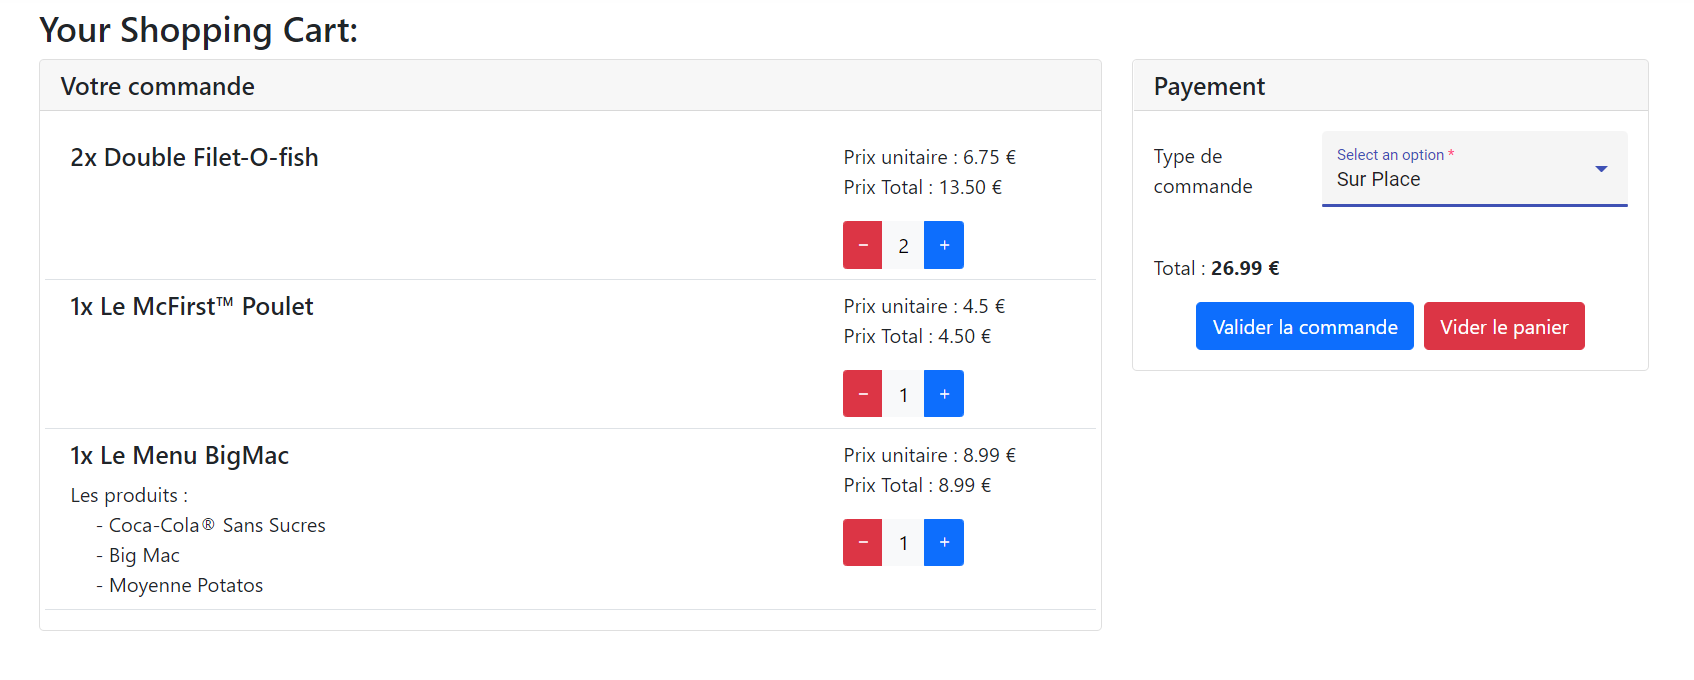 Your Shopping Cart:
Votre commande
2x Double Filet-O-fish
Prix unitaire : 6.75 €
Prix Total : 13.50 €
− 2 +
1x Le McFirst™ Poulet
Prix unitaire : 4.5 €
Prix Total : 4.50 €
− 1 +
1x Le Menu BigMac
Les produits :
- Coca-Cola® Sans Sucres
- Big Mac
- Moyenne Potatos
Prix unitaire : 8.99 €
Prix Total : 8.99 €
− 1 +
Payement
Type de
commande
Select an option *
Sur Place
Total : 26.99 €
Valider la commande
Vider le panier